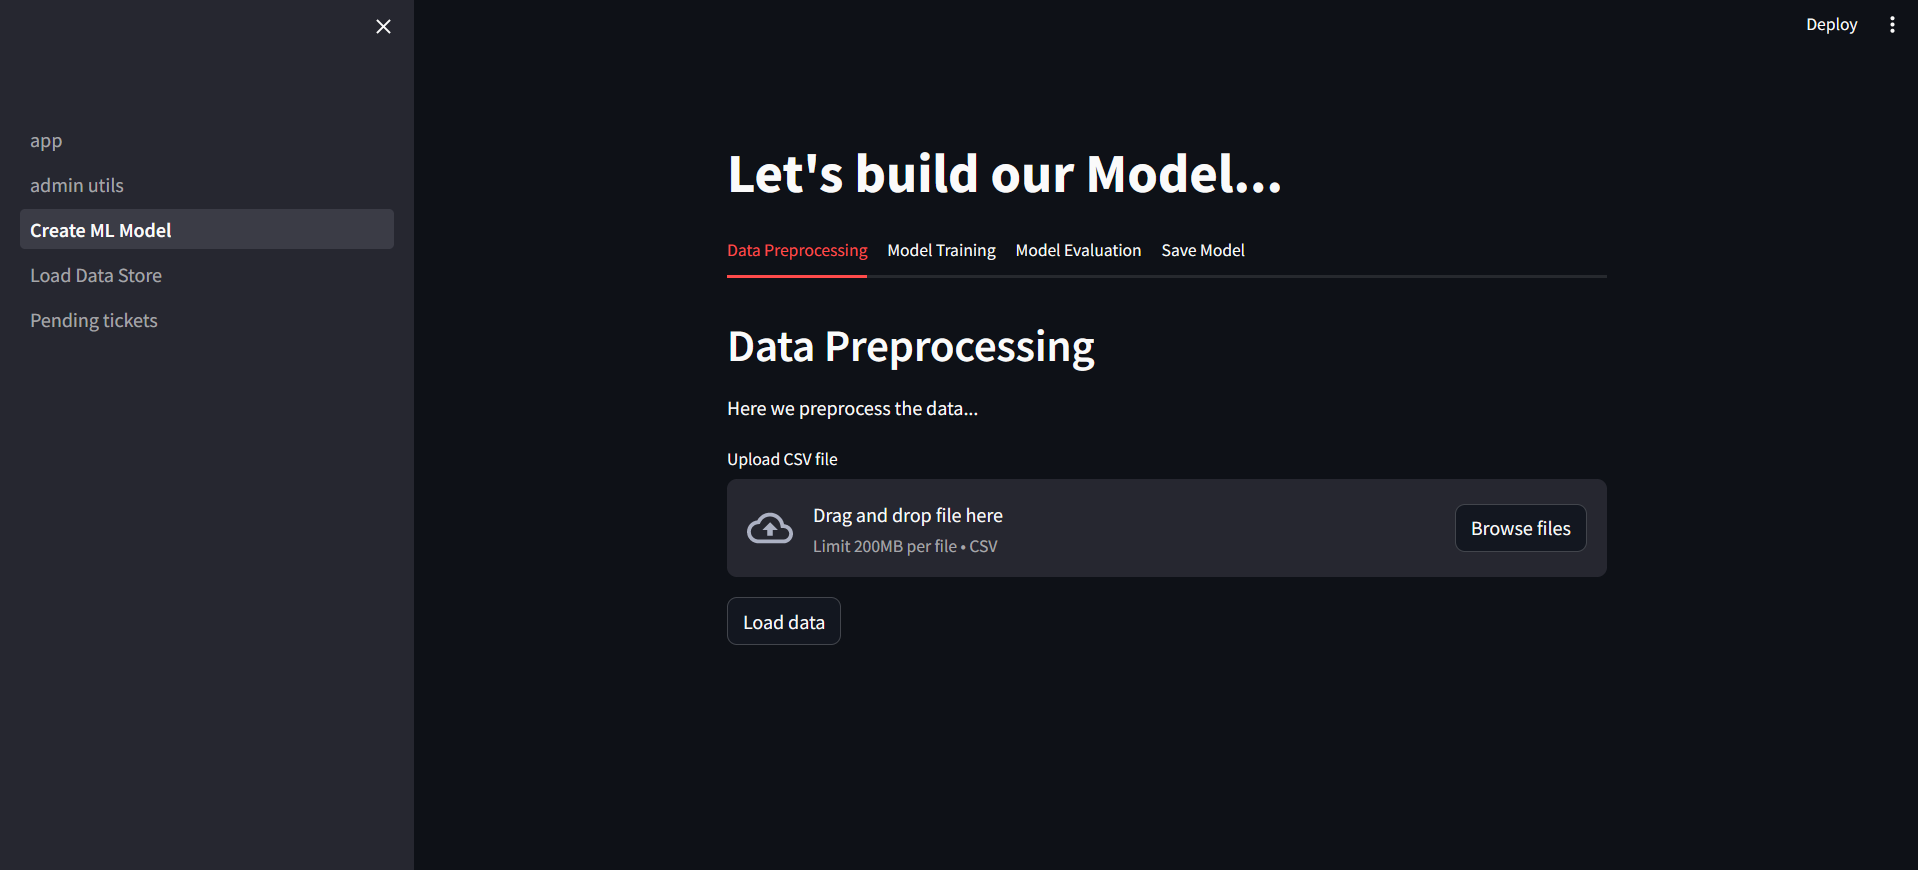 Deploy
app
admin utils
Create ML Model
Load Data Store
Pending tickets
Let's build our Model...
Data Preprocessing Model Training Model Evaluation Save Model
Data Preprocessing
Here we preprocess the data...
Upload CSV file
Drag and drop file here
Limit 200MB per file • CSV
Browse files
Load data